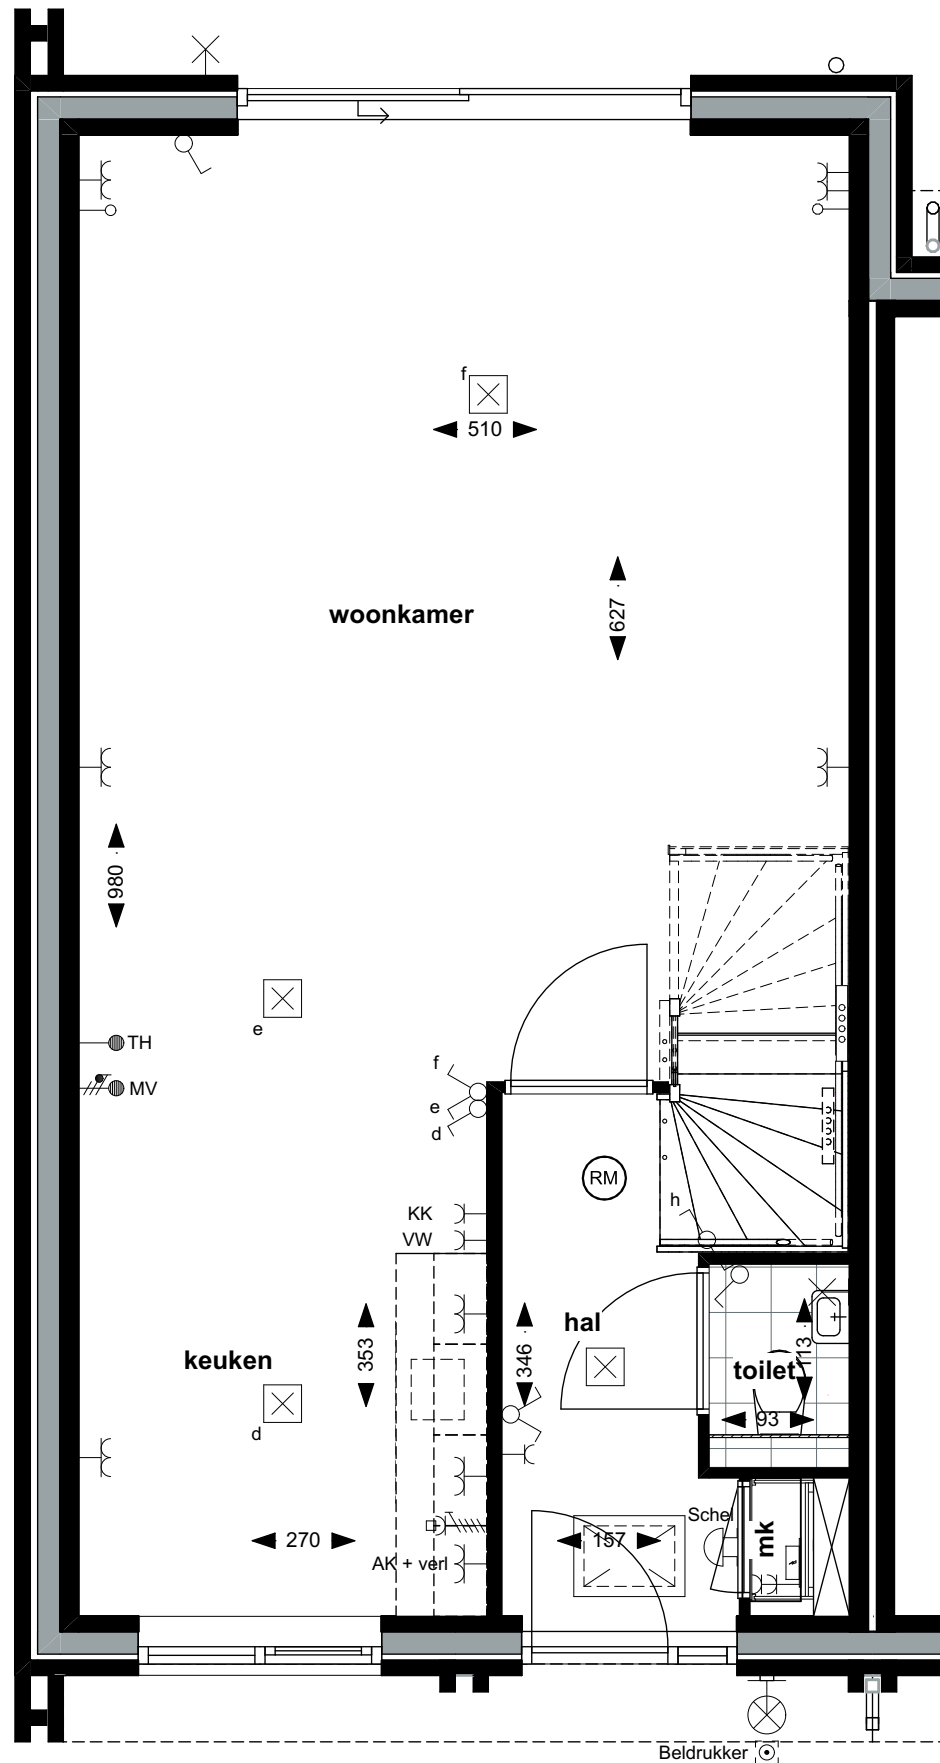 f
510
woonkamer
627
980
e
TH
MV
f
e
d
RM
h
KK
VW
hal
353
346
113
keuken
toilet
93
d
Schel
270
157
mk
AK + verl
Beldrukker